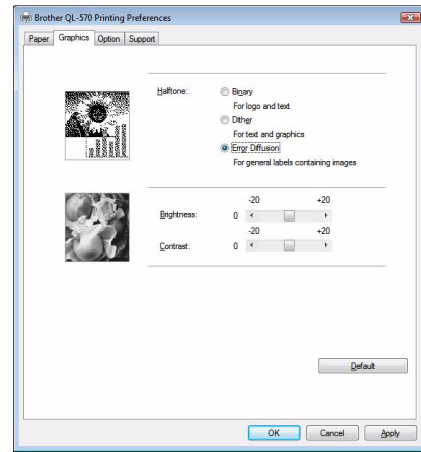 Brother QL-570 Printing Preferences
Paper Graphics Option Support
Halftone: Binary
For logo and text
Dither
For text and graphics
Error Diffusion
For general labels containing images
-20 +20
Brightness: 0
-20 +20
Contrast: 0
Default
OK Cancel Apply